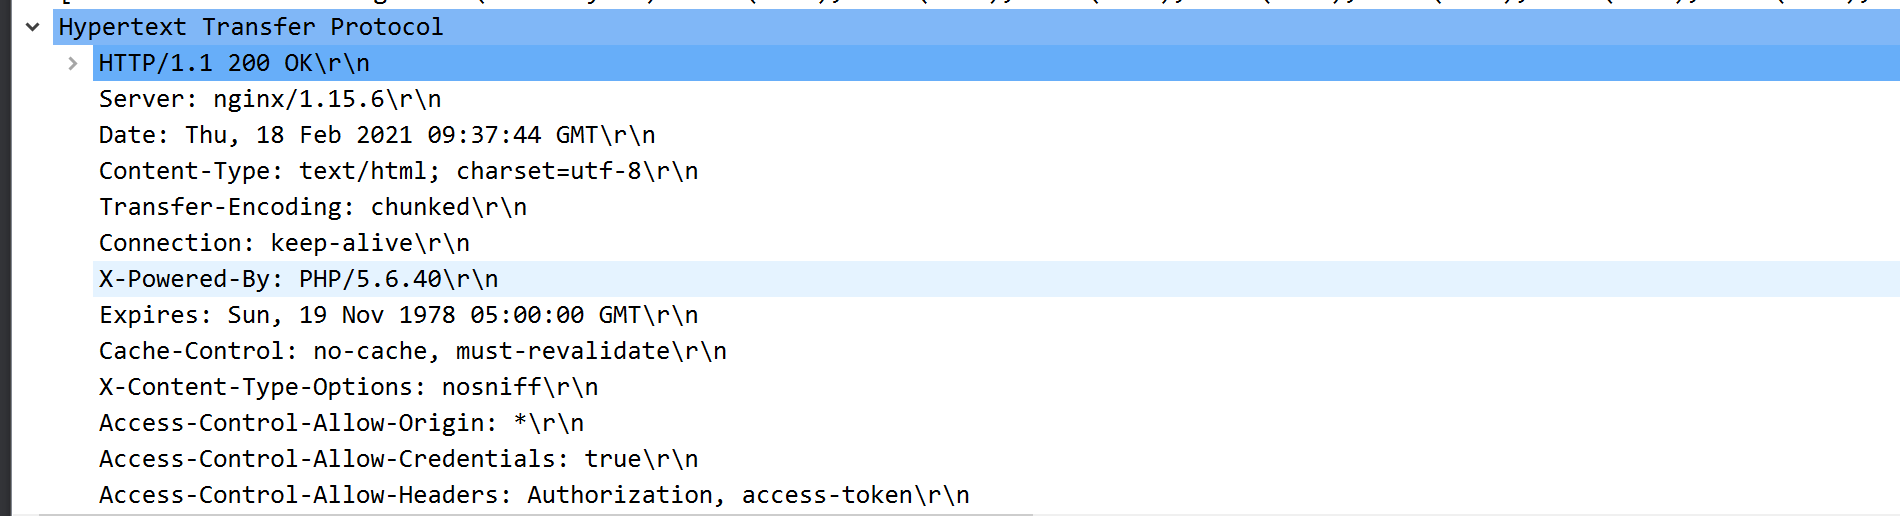 Hypertext Transfer Protocol
HTTP/1.1 200 OK\r\n
Server: nginx/1.15.6\r\n
Date: Thu, 18 Feb 2021 09:37:44 GMT\r\n
Content-Type: text/html; charset=utf-8\r\n
Transfer-Encoding: chunked\r\n
Connection: keep-alive\r\n
X-Powered-By: PHP/5.6.40\r\n
Expires: Sun, 19 Nov 1978 05:00:00 GMT\r\n
Cache-Control: no-cache, must-revalidate\r\n
X-Content-Type-Options: nosniff\r\n
Access-Control-Allow-Origin: *\r\n
Access-Control-Allow-Credentials: true\r\n
Access-Control-Allow-Headers: Authorization, access-token\r\n